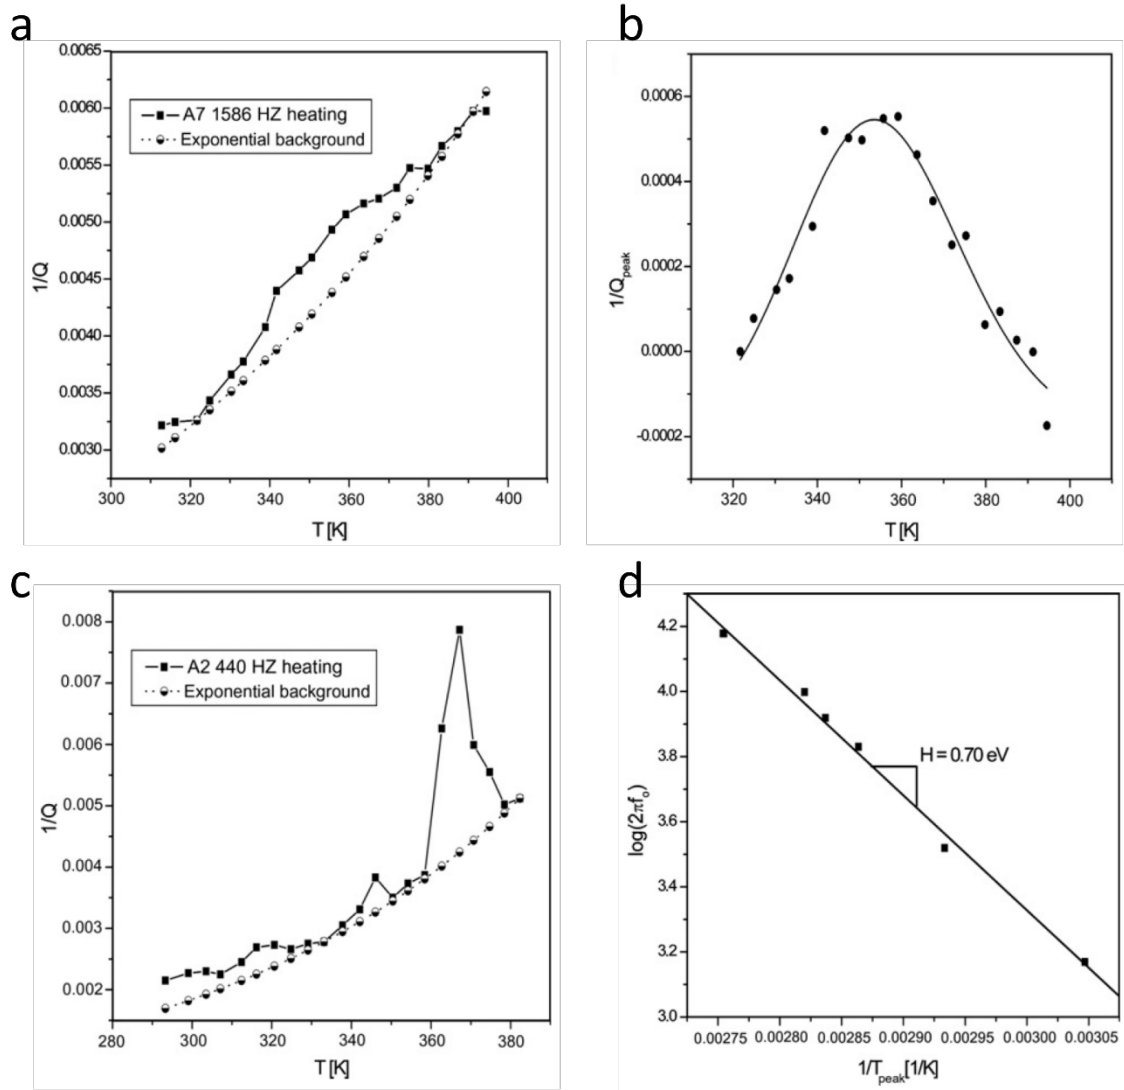 a
0.0065
0.0060
0.0055
0.0050
0.0045
0.0040
0.0035
0.0030
1/Q
A7 1586 HZ heating
Exponential background
300 320 340 360 380 400
T [K]
b
0.0006
0.0004
0.0002
0.0000
-0.0002
1/Qpeak
320 340 360 380 400
T [K]
c
0.008
0.007
0.006
0.005
0.004
0.003
0.002
1/Q
A2 440 HZ heating
Exponential background
280 300 320 340 360 380
T [K]
d
4.2
4.0
3.8
3.6
3.4
3.2
3.0
log(2πfo)
H = 0.70 eV
0.00275 0.00280 0.00285 0.00290 0.00295 0.00300 0.00305
1/Tpeak[1/K]